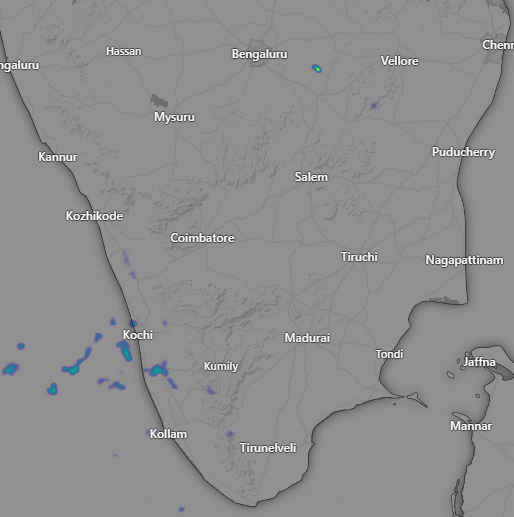 Hassan
Bengaluru
Chenn
ngaluru
Vellore
Mysuru
Kannur
Puducherry
Salem
Kozhikode
Coimbatore
Tiruchi
Nagapattinam
Kochi
Madurai
Tondi
Jaffna
Kumily
Mannar
Kollam
Tirunelveli